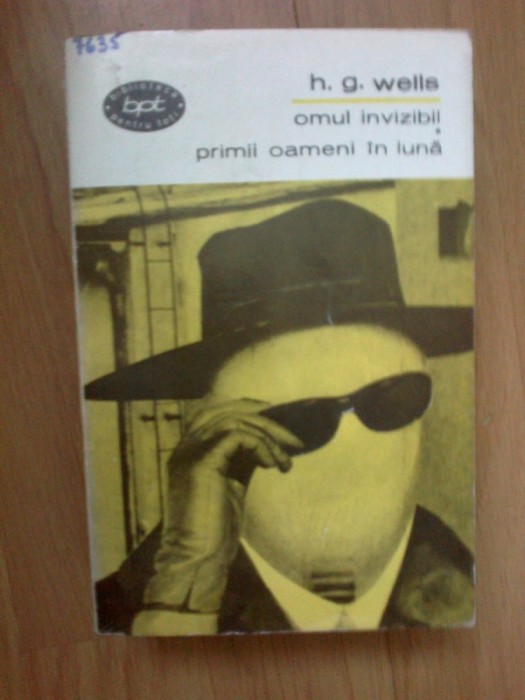 7635
biblioteca
bpt
pentru toți
h. g. wells
omul invizibil
primii oameni în lună